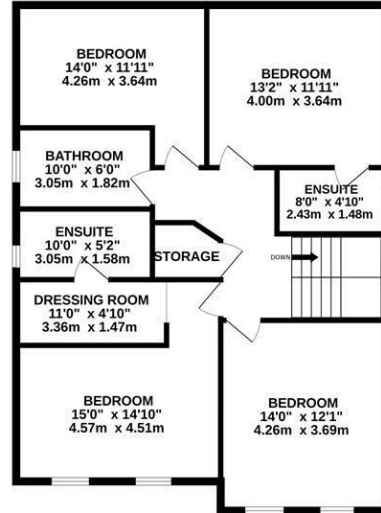 BEDROOM
14'0" x 11'11"
4.26m x 3.64m
BEDROOM
13'2" x 11'11"
4.00m x 3.64m
BATHROOM
10'0" x 6'0"
3.05m x 1.82m
ENSUITE
8'0" x 4'10"
2.43m x 1.48m
ENSUITE
10'0" x 5'2"
3.05m x 1.58m
STORAGE
DOWN
DRESSING ROOM
11'0" x 4'10"
3.36m x 1.47m
BEDROOM
15'0" x 14'10"
4.57m x 4.51m
BEDROOM
14'0" x 12'1"
4.26m x 3.69m